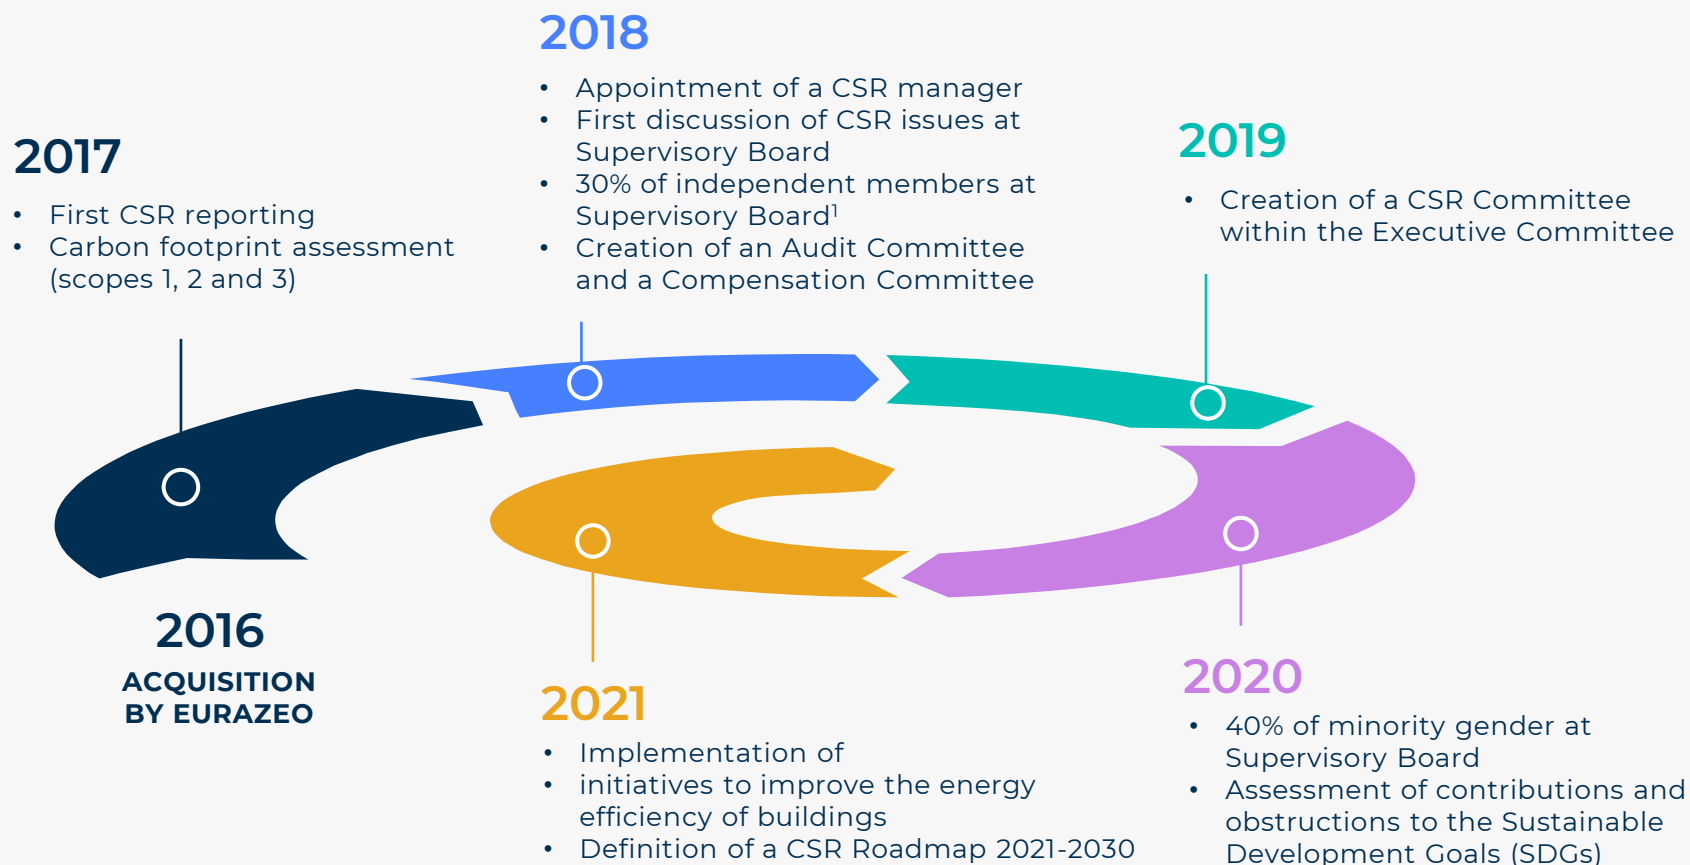 2017
• First CSR reporting
• Carbon footprint assessment
(scopes 1, 2 and 3)
2018
• Appointment of a CSR manager
• First discussion of CSR issues at
Supervisory Board
• 30% of independent members at
Supervisory Board¹
• Creation of an Audit Committee
and a Compensation Committee
2019
• Creation of a CSR Committee
within the Executive Committee
2016
ACQUISITION
BY EURAZEO
2021
• Implementation of
• initiatives to improve the energy
efficiency of buildings
• Definition of a CSR Roadmap 2021-2030
2020
• 40% of minority gender at
Supervisory Board
• Assessment of contributions and
obstructions to the Sustainable
Development Goals (SDGs)